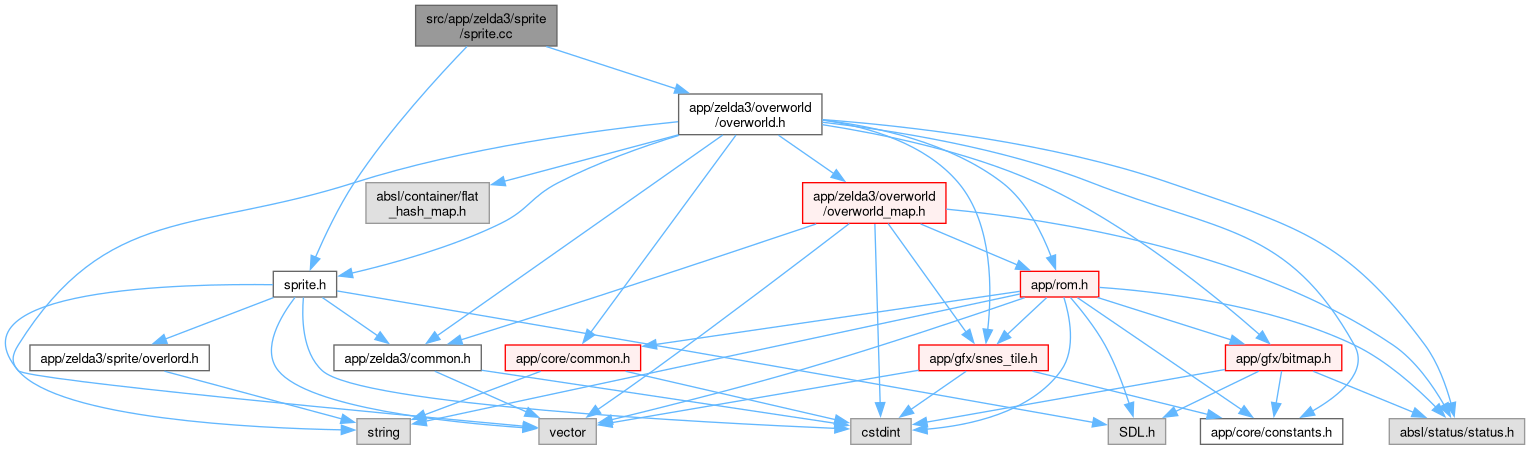 src/app/zelda3/sprite
/sprite.cc
app/zelda3/overworld
/overworld.h
absl/container/flat
_hash_map.h
app/zelda3/overworld
/overworld_map.h
sprite.h
app/rom.h
app/zelda3/sprite/overlord.h
app/zelda3/common.h
app/core/common.h
app/gfx/snes_tile.h
app/gfx/bitmap.h
string
vector
cstdint
SDL.h
app/core/constants.h
absl/status/status.h